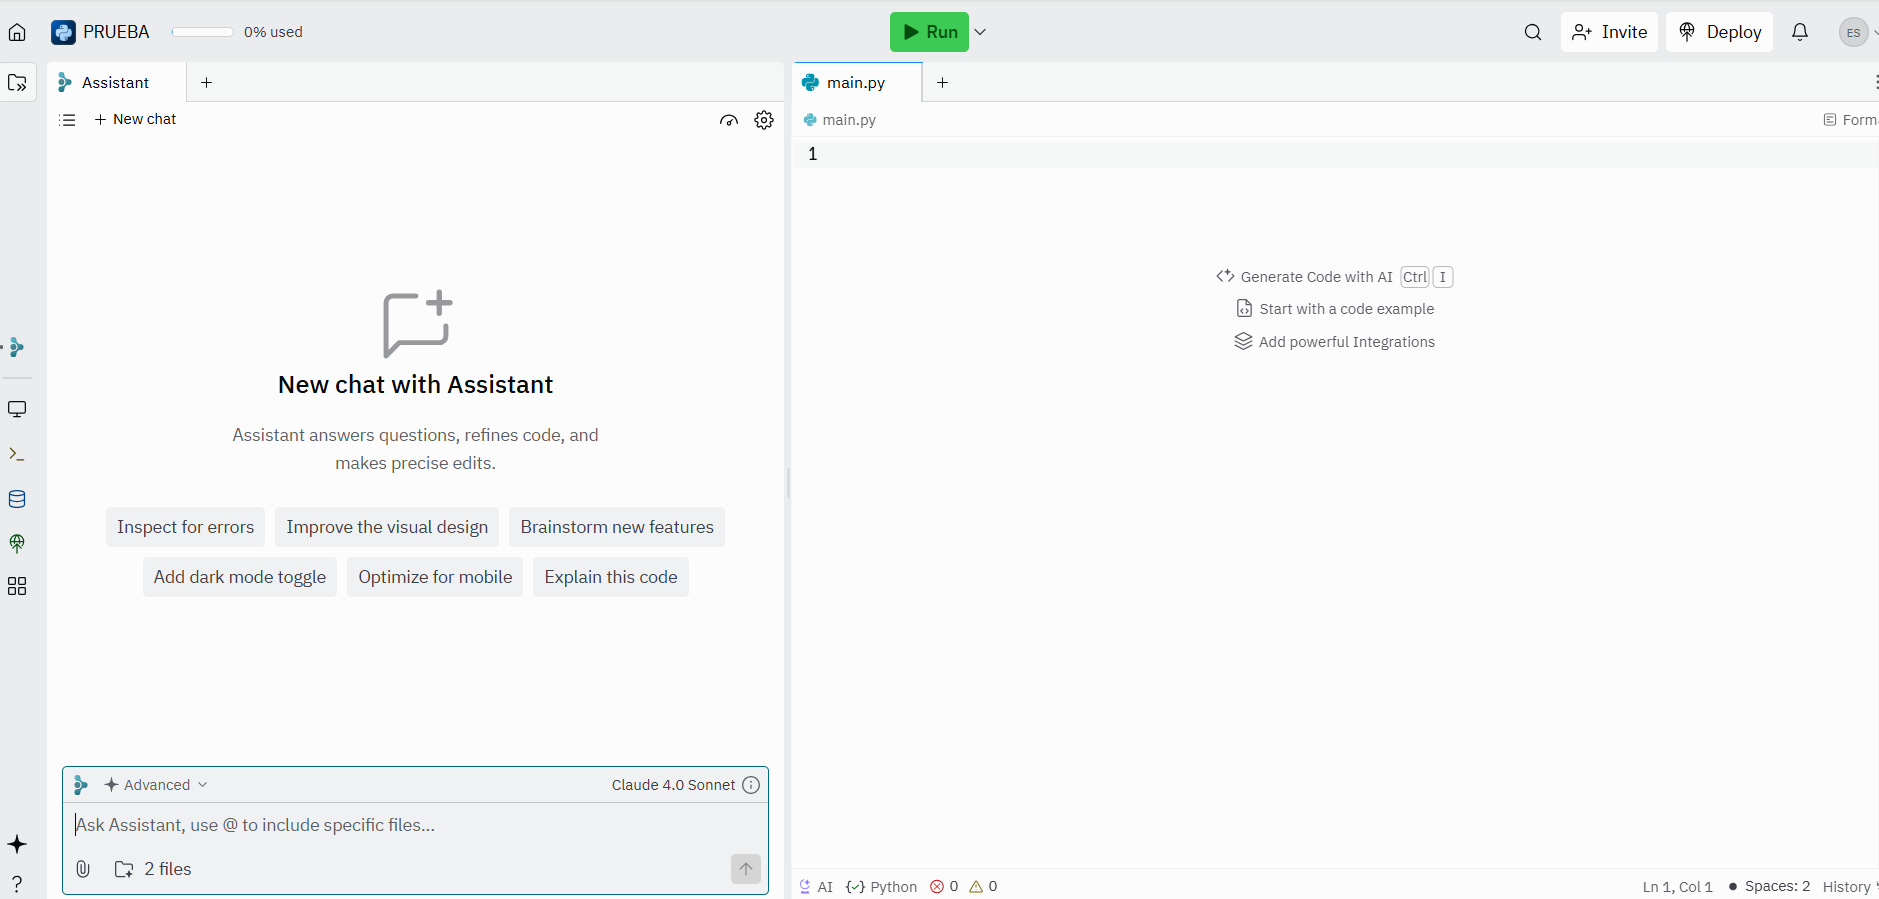 PRUEBA 0% used Run Invite Deploy ES
Assistant
New chat
New chat with Assistant
Assistant answers questions, refines code, and
makes precise edits.
Inspect for errors Improve the visual design Brainstorm new features
Add dark mode toggle Optimize for mobile Explain this code
Advanced Claude 4.0 Sonnet
Ask Assistant, use @ to include specific files...
2 files
?
main.py
main.py Forma
1
Generate Code with AI Ctrl I
Start with a code example
Add powerful Integrations
AI Python 0 0 Ln 1, Col 1 Spaces: 2 History